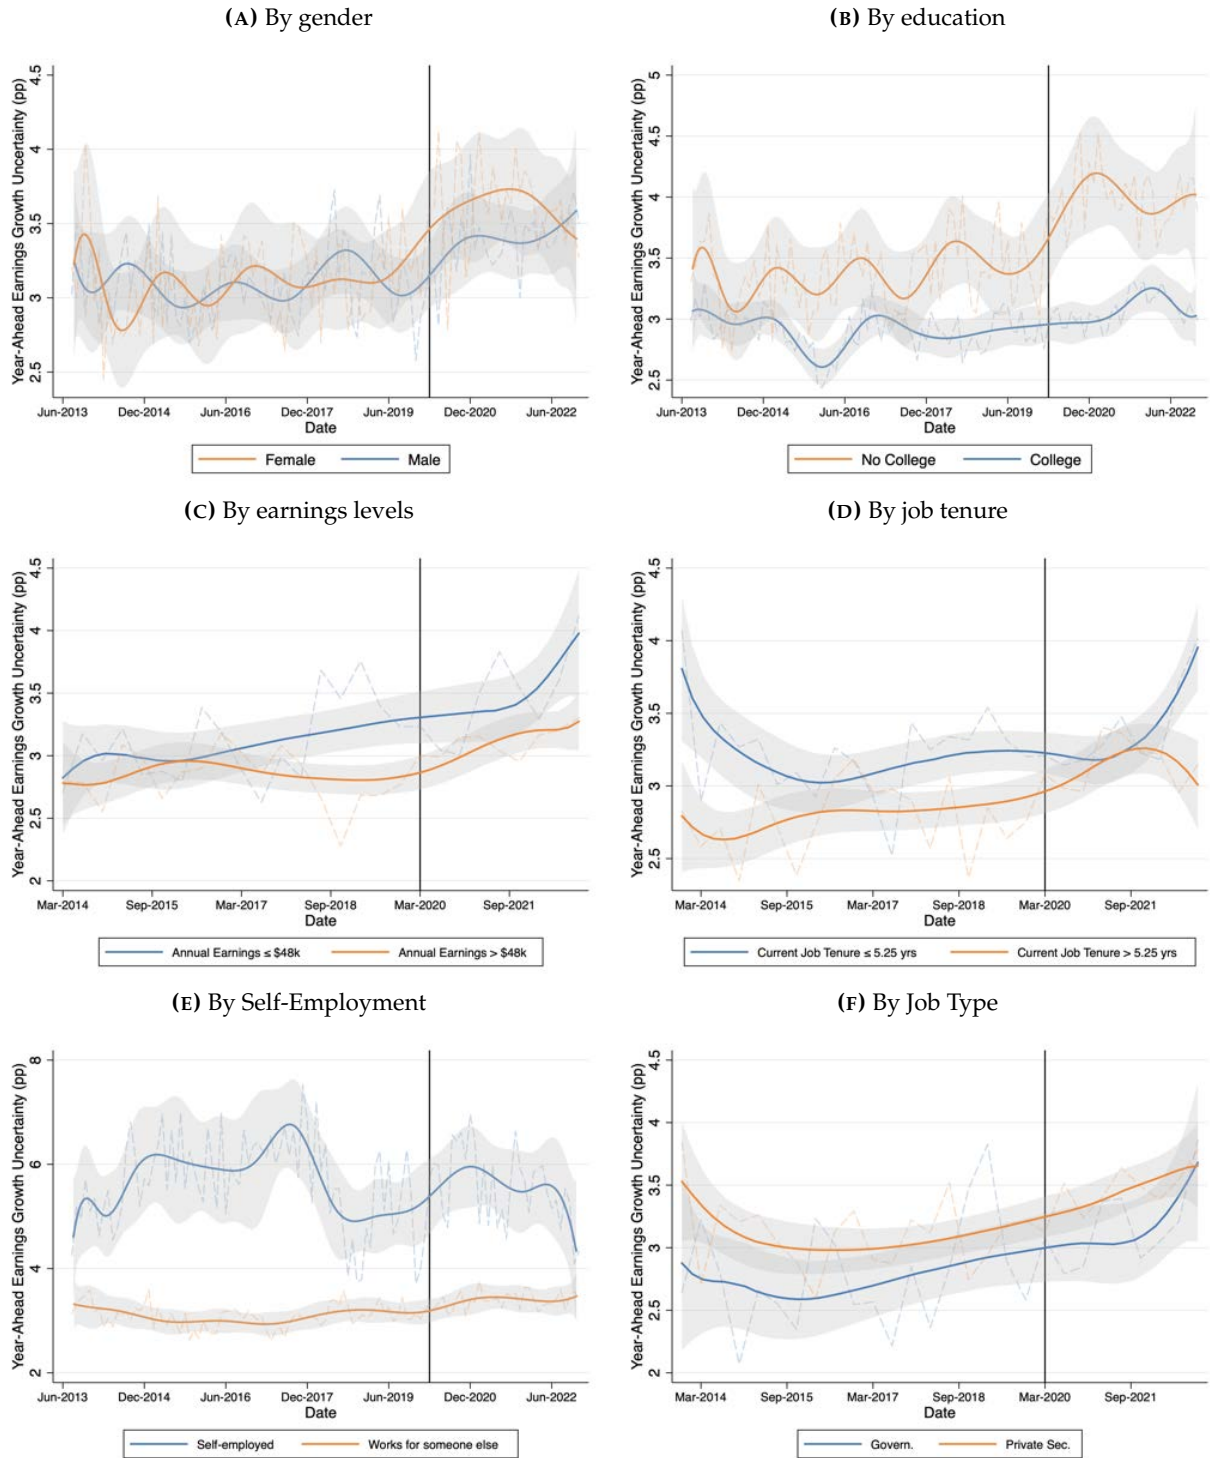 (A) By gender
Year-Ahead Earnings Growth Uncertainty (pp)
4.5
4
3.5
3
2.5
Jun-2013 Dec-2014 Jun-2016 Dec-2017 Jun-2019 Dec-2020 Jun-2022
Date
Female Male
(B) By education
Year-Ahead Earnings Growth Uncertainty (pp)
5
4.5
4
3.5
3
2.5
Jun-2013 Dec-2014 Jun-2016 Dec-2017 Jun-2019 Dec-2020 Jun-2022
Date
No College College
(C) By earnings levels
Year-Ahead Earnings Growth Uncertainty (pp)
4.5
4
3.5
3
2.5
2
Mar-2014 Sep-2015 Mar-2017 Sep-2018 Mar-2020 Sep-2021
Date
Annual Earnings ≤ $48k Annual Earnings > $48k
(D) By job tenure
Year-Ahead Earnings Growth Uncertainty (pp)
4.5
4
3.5
3
2.5
Mar-2014 Sep-2015 Mar-2017 Sep-2018 Mar-2020 Sep-2021
Date
Current Job Tenure ≤ 5.25 yrs Current Job Tenure > 5.25 yrs
(E) By Self-Employment
Year-Ahead Earnings Growth Uncertainty (pp)
8
6
4
2
Jun-2013 Dec-2014 Jun-2016 Dec-2017 Jun-2019 Dec-2020 Jun-2022
Date
Self-employed Works for someone else
(F) By Job Type
Year-Ahead Earnings Growth Uncertainty (pp)
4.5
4
3.5
3
2.5
2
Mar-2014 Sep-2015 Mar-2017 Sep-2018 Mar-2020 Sep-2021
Date
Govern. Private Sec.